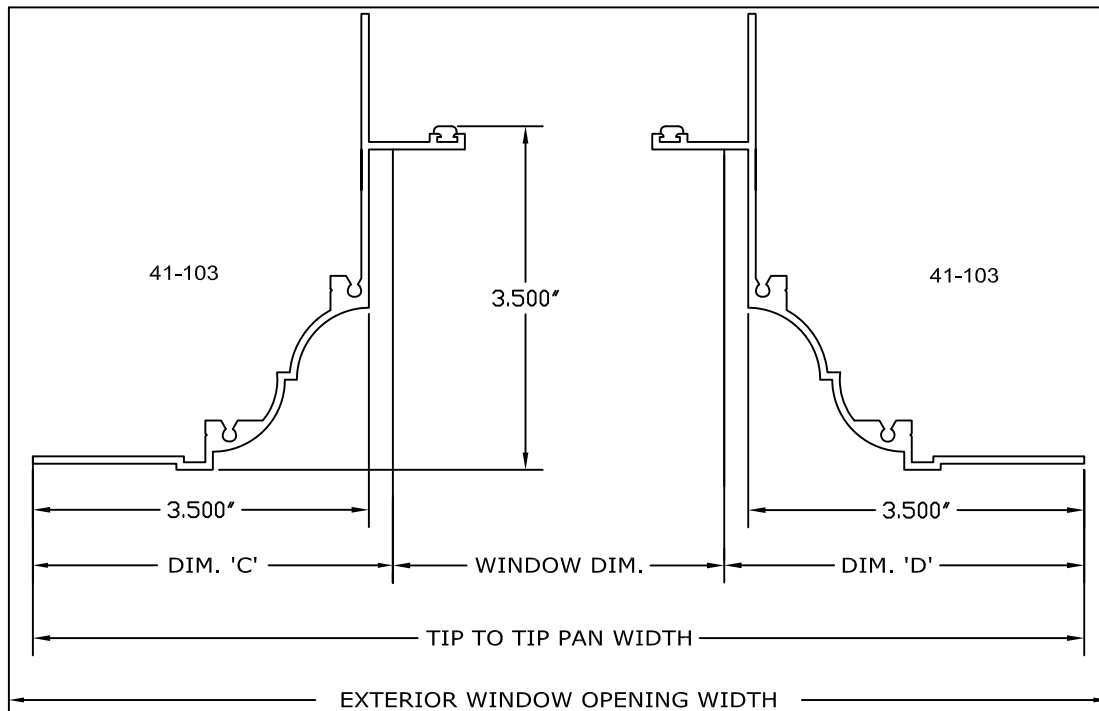 41-103
3.500"
41-103
3.500"
3.500"
DIM. 'C'
WINDOW DIM.
DIM. 'D'
TIP TO TIP PAN WIDTH
EXTERIOR WINDOW OPENING WIDTH